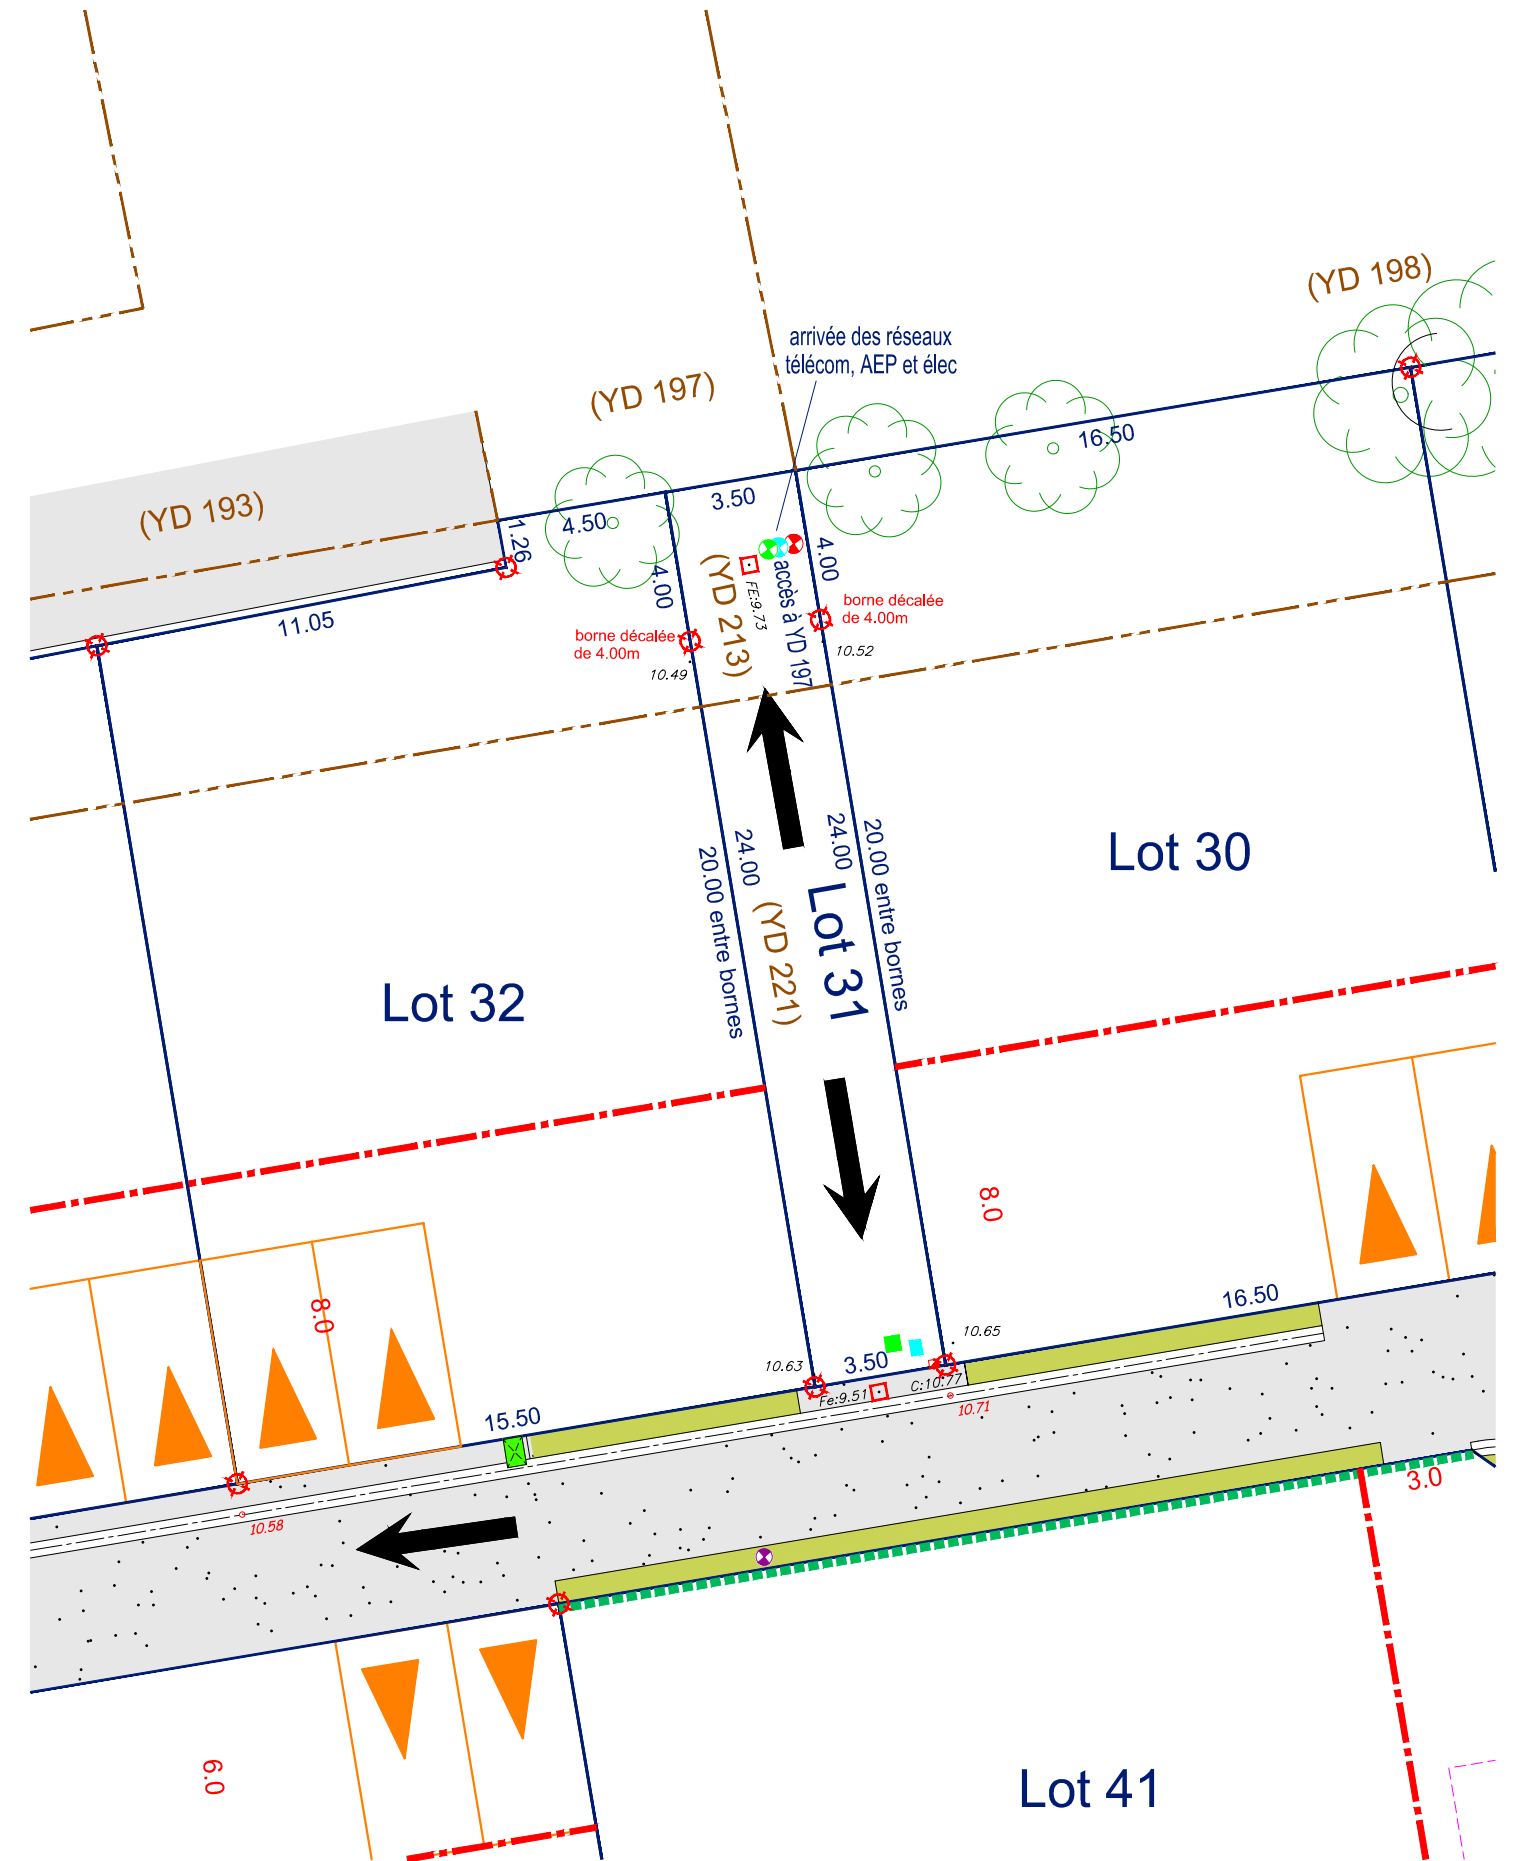 (YD 198)
arrivée des réseaux
télécom, AEP et élec
(YD 197)
16.50
(YD 193)
3.50
4.50
1.26
11.05
4.00
4.00
(YD 213)
FE:9.73
accès à YD 197
borne décalée
de 4.00m
borne décalée
de 4.00m
10.49
10.52
Lot 30
Lot 32
Lot 31
24.00
20.00 entre bornes
24.00
20.00 entre bornes
(YD 221)
8.0
8.0
16.50
10.65
10.63
3.50
Fe:9.51
C:10.77
10.71
15.50
10.58
3.0
6.0
Lot 41